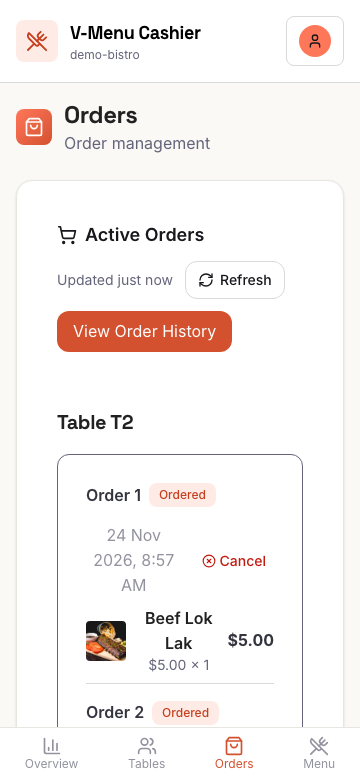 V-Menu Cashier
demo-bistro
Orders
Order management
Active Orders
Updated just now
Refresh
View Order History
Table T2
Order 1
Ordered
24 Nov
2026, 8:57
AM
Cancel
Beef Lok
Lak
$5.00 × 1
$5.00
Order 2
Ordered
Overview
Tables
Orders
Menu